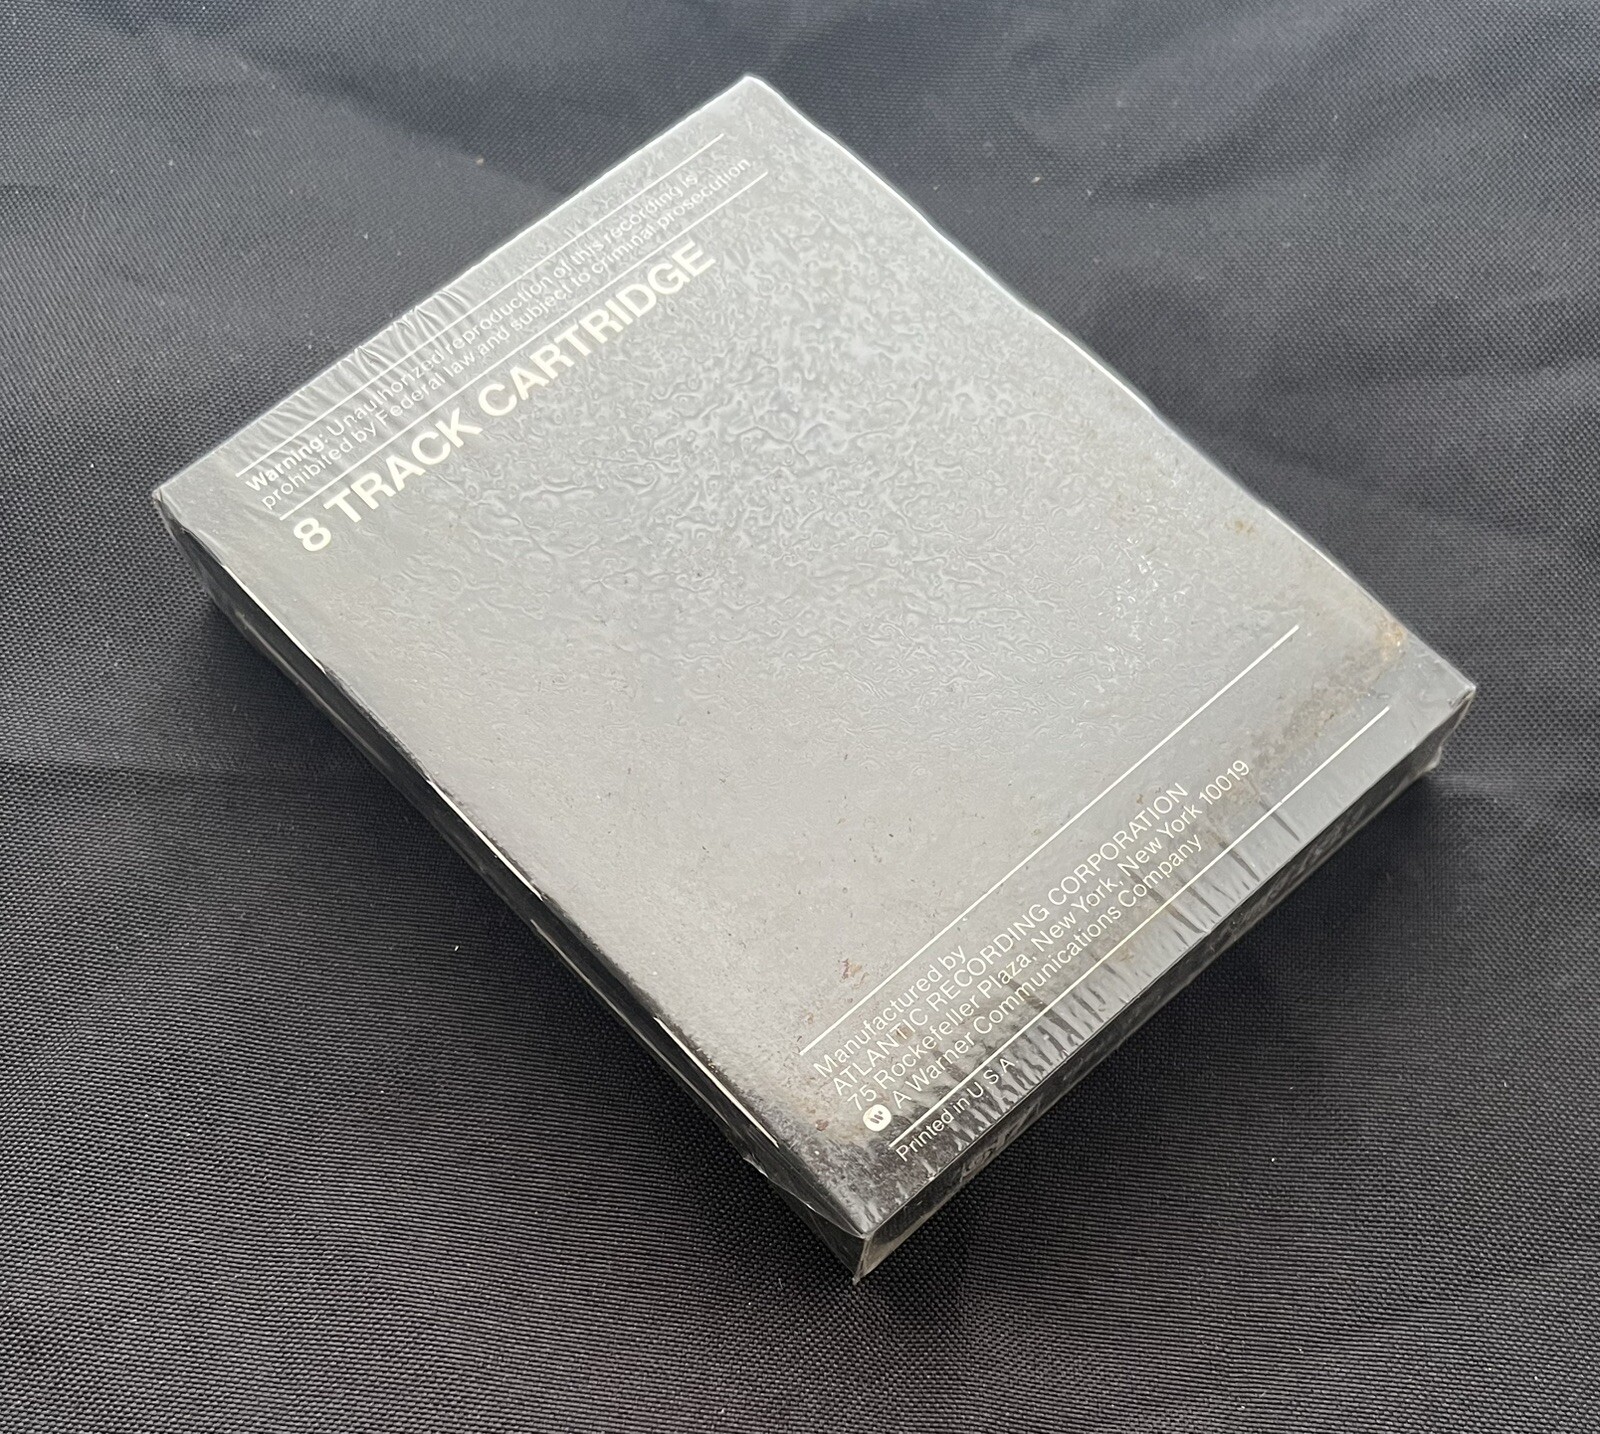 Warning: Unauthorized reproduction of this recording is
prohibited by Federal law and subject to criminal prosecution.
8 TRACK CARTRIDGE
Manufactured by
ATLANTIC RECORDING CORPORATION
75 Rockefeller Plaza, New York, New York 10019
W A Warner Communications Company
Printed in U S A